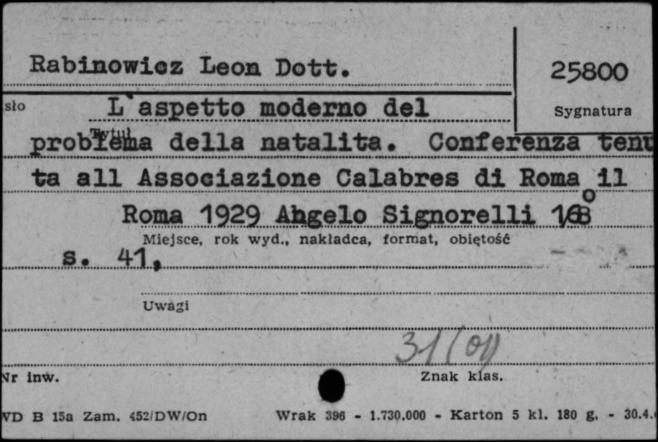 Rabinowicz Leon Dott.
25800
sło L'aspetto moderno del
Sygnatura
Tytuł
problema della natalita. Conferenza tenu
ta all Associazione Calabres di Roma il
Roma 1929 Angelo Signorelli 16°
Miejsce, rok wyd., nakładca, format, objętość
s. 41,
Uwagi
31(01)
Nr inw.
Znak klas.
WD B 15a Zam. 452/DW/On Wrak 396 - 1.730.000 - Karton 5 kl. 180 g. - 30.4.